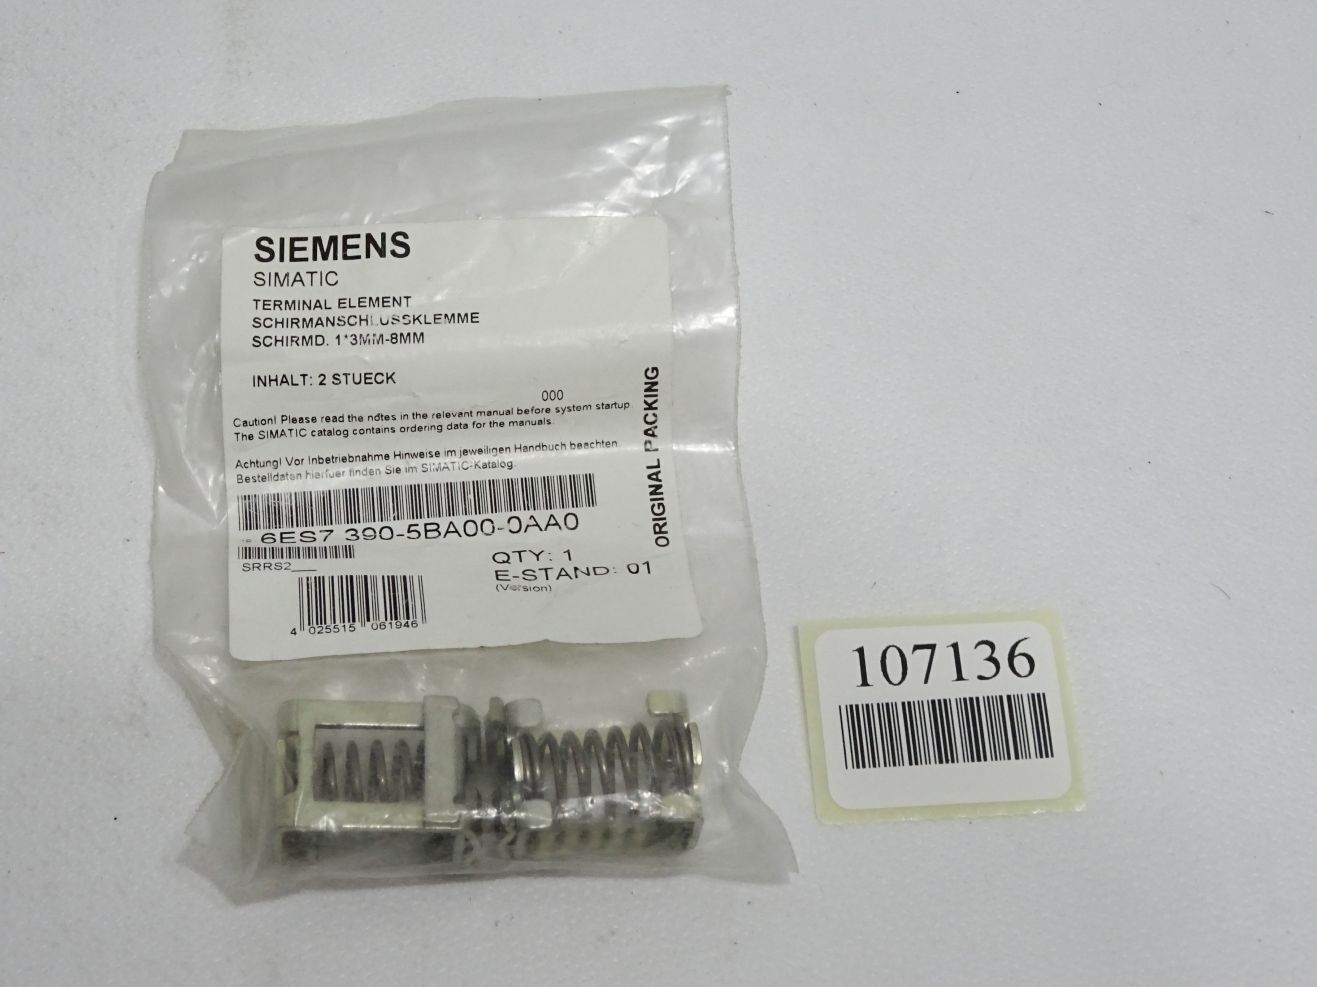 SIEMENS
SIMATIC
TERMINAL ELEMENT
SCHIRMANSCHLUSSKLEMME
SCHIRMD. 1*3MM-8MM
INHALT: 2 STUECK
000
Caution! Please read the notes in the relevant manual before system startup.
The SIMATIC catalog contains ordering data for the manuals.
Achtung! Vor Inbetriebnahme Hinweise im jeweiligen Handbuch beachten.
Bestelldaten hierfuer finden Sie im SIMATIC-Katalog.
6ES7 390-5BA00-0AA0
SRRS2___
QTY: 1
E-STAND: 01
(Version)
4 025515 061946
ORIGINAL PACKING
107136